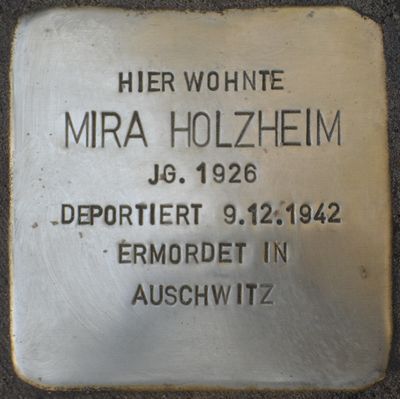 HIER WOHNTE
MIRA HOLZHEIM
JG. 1926
DEPORTIERT 9.12.1942
ERMORDET IN
AUSCHWITZ